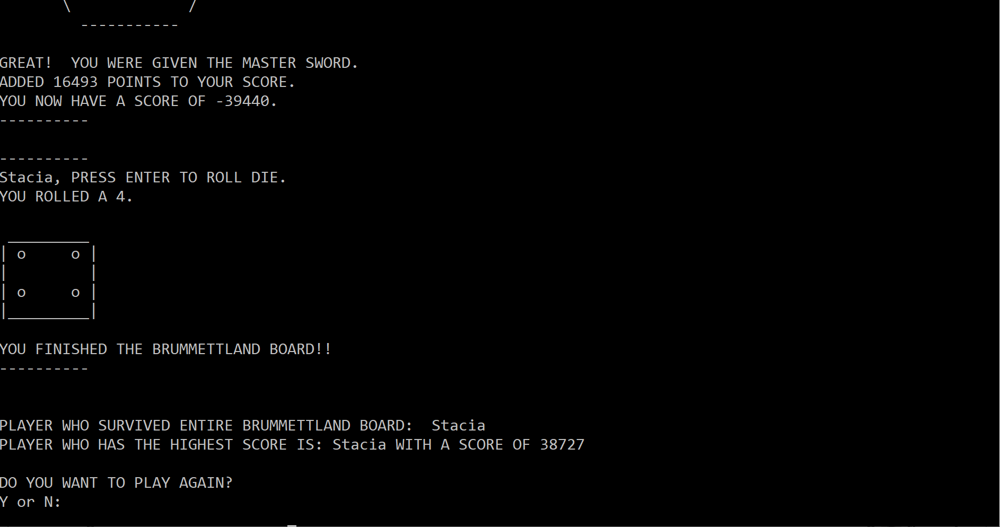 \             /
-----------
GREAT!  YOU WERE GIVEN THE MASTER SWORD.
ADDED 16493 POINTS TO YOUR SCORE.
YOU NOW HAVE A SCORE OF -39440.
----------
----------
Stacia, PRESS ENTER TO ROLL DIE.
YOU ROLLED A 4.
 _________
| o     o |
|         |
| o     o |
|_________|
YOU FINISHED THE BRUMMETTLAND BOARD!!
----------
PLAYER WHO SURVIVED ENTIRE BRUMMETTLAND BOARD:  Stacia
PLAYER WHO HAS THE HIGHEST SCORE IS: Stacia WITH A SCORE OF 38727
DO YOU WANT TO PLAY AGAIN?
Y or N: